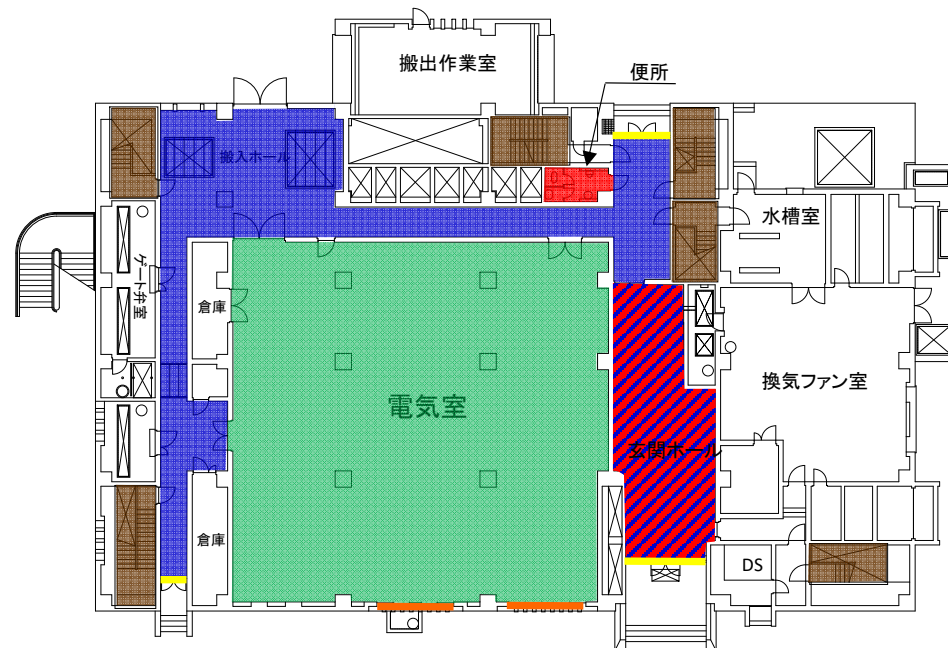 搬出作業室
便所
搬入ホール
水槽室
ゲート弁室
倉庫
換気ファン室
電気室
玄関ホール
倉庫
DS